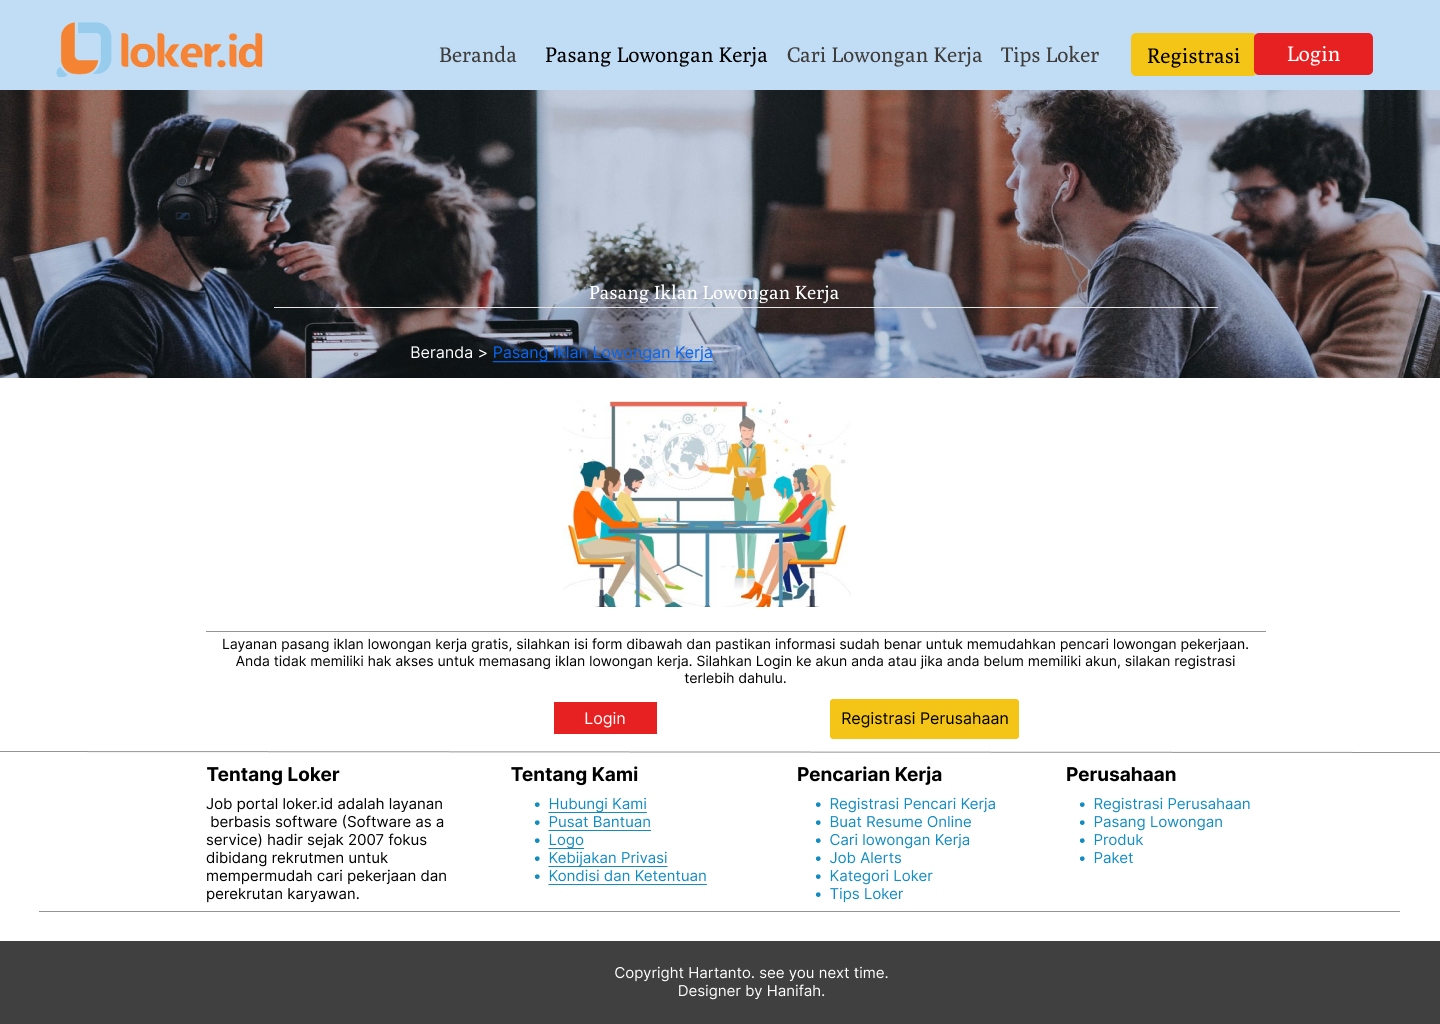 loker.id
Beranda Pasang Lowongan Kerja Cari Lowongan Kerja Tips Loker Registrasi Login
Pasang Iklan Lowongan Kerja
Beranda > Pasang Iklan Lowongan Kerja
Layanan pasang iklan lowongan kerja gratis, silahkan isi form dibawah dan pastikan informasi sudah benar untuk memudahkan pencari lowongan pekerjaan.
Anda tidak memiliki hak akses untuk memasang iklan lowongan kerja. Silahkan Login ke akun anda atau jika anda belum memiliki akun, silakan registrasi
terlebih dahulu.
Login
Registrasi Perusahaan
Tentang Loker
Job portal loker.id adalah layanan
berbasis software (Software as a
service) hadir sejak 2007 fokus
dibidang rekrutmen untuk
mempermudah cari pekerjaan dan
perekrutan karyawan.
Tentang Kami
• Hubungi Kami
• Pusat Bantuan
• Logo
• Kebijakan Privasi
• Kondisi dan Ketentuan
Pencarian Kerja
• Registrasi Pencari Kerja
• Buat Resume Online
• Cari lowongan Kerja
• Job Alerts
• Kategori Loker
• Tips Loker
Perusahaan
• Registrasi Perusahaan
• Pasang Lowongan
• Produk
• Paket
Copyright Hartanto. see you next time.
Designer by Hanifah.